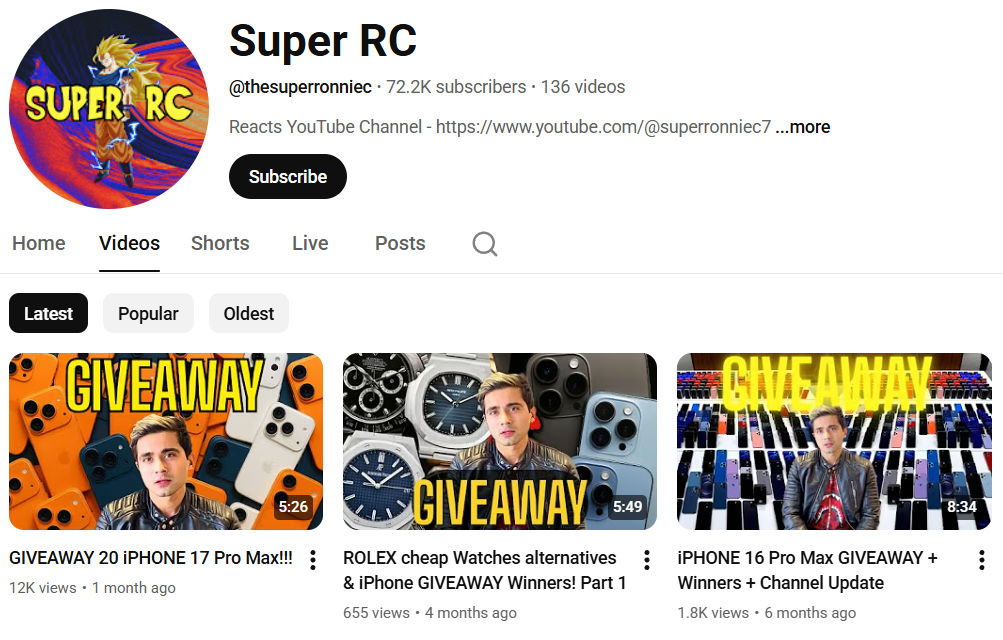 SUPER RC
Super RC
@thesuperronniec · 72.2K subscribers · 136 videos
Reacts YouTube Channel - https://www.youtube.com/@superronniec7 ...more
Subscribe
Home Videos Shorts Live Posts
Latest Popular Oldest
GIVEAWAY
5:26
GIVEAWAY
5:49
GIVEAWAY
8:34
GIVEAWAY 20 iPHONE 17 Pro Max!!!
12K views · 1 month ago
ROLEX cheap Watches alternatives
& iPhone GIVEAWAY Winners! Part 1
655 views · 4 months ago
iPHONE 16 Pro Max GIVEAWAY +
Winners + Channel Update
1.8K views · 6 months ago